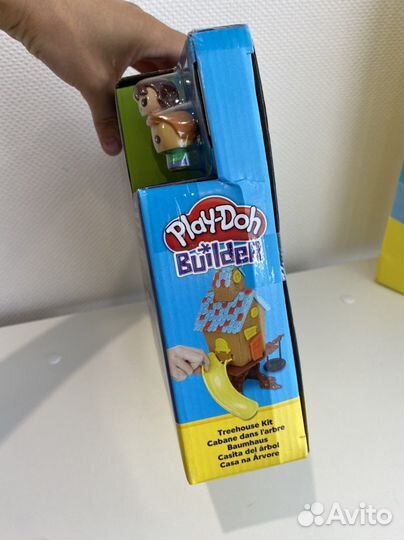 Play-Doh
Builder
Treehouse Kit
Cabane dans l'arbre
Baumhaus
Casita del árbol
Casa na Árvore
Avito